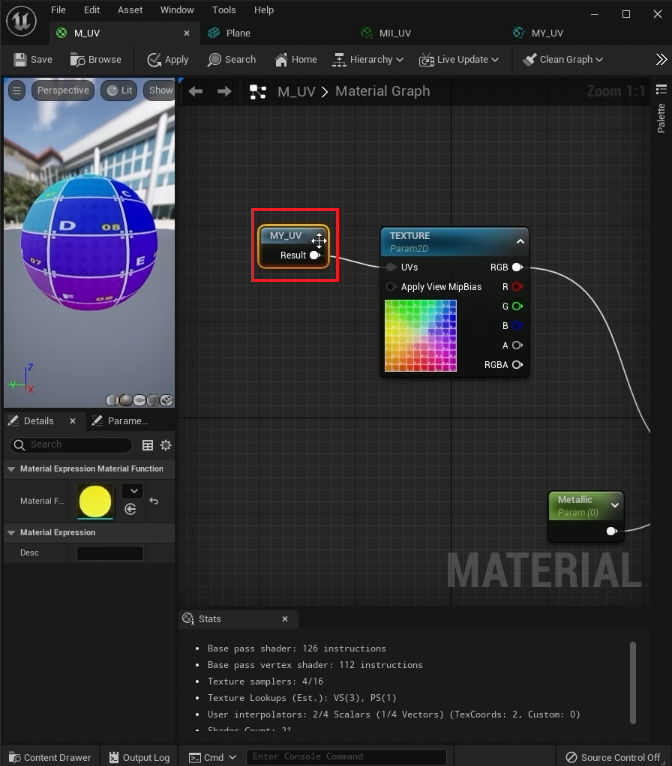 File Edit Asset Window Tools Help
M_UV Plane MII_UV MY_UV
Save Browse Apply Search Home Hierarchy Live Update Clean Graph
Perspective Lit Show
M_UV > Material Graph Zoom 1:1
Palette
MY_UV
Result
TEXTURE
Param2D
UVs RGB
Apply View MipBias R
G
B
A
RGBA
D 08
07
F 08
Z
Y
X
Details Parame...
Search
Material Expression Material Function
Material F...
Material Expression
Desc
Metallic
Param (0)
MATERIAL
Stats
Base pass shader: 126 instructions
Base pass vertex shader: 112 instructions
Texture samplers: 4/16
Texture Lookups (Est.): VS(3), PS(1)
User interpolators: 2/4 Scalars (1/4 Vectors) (TexCoords: 2, Custom: 0)
Shader Count: 21
Content Drawer Output Log Cmd Enter Console Command Source Control Off